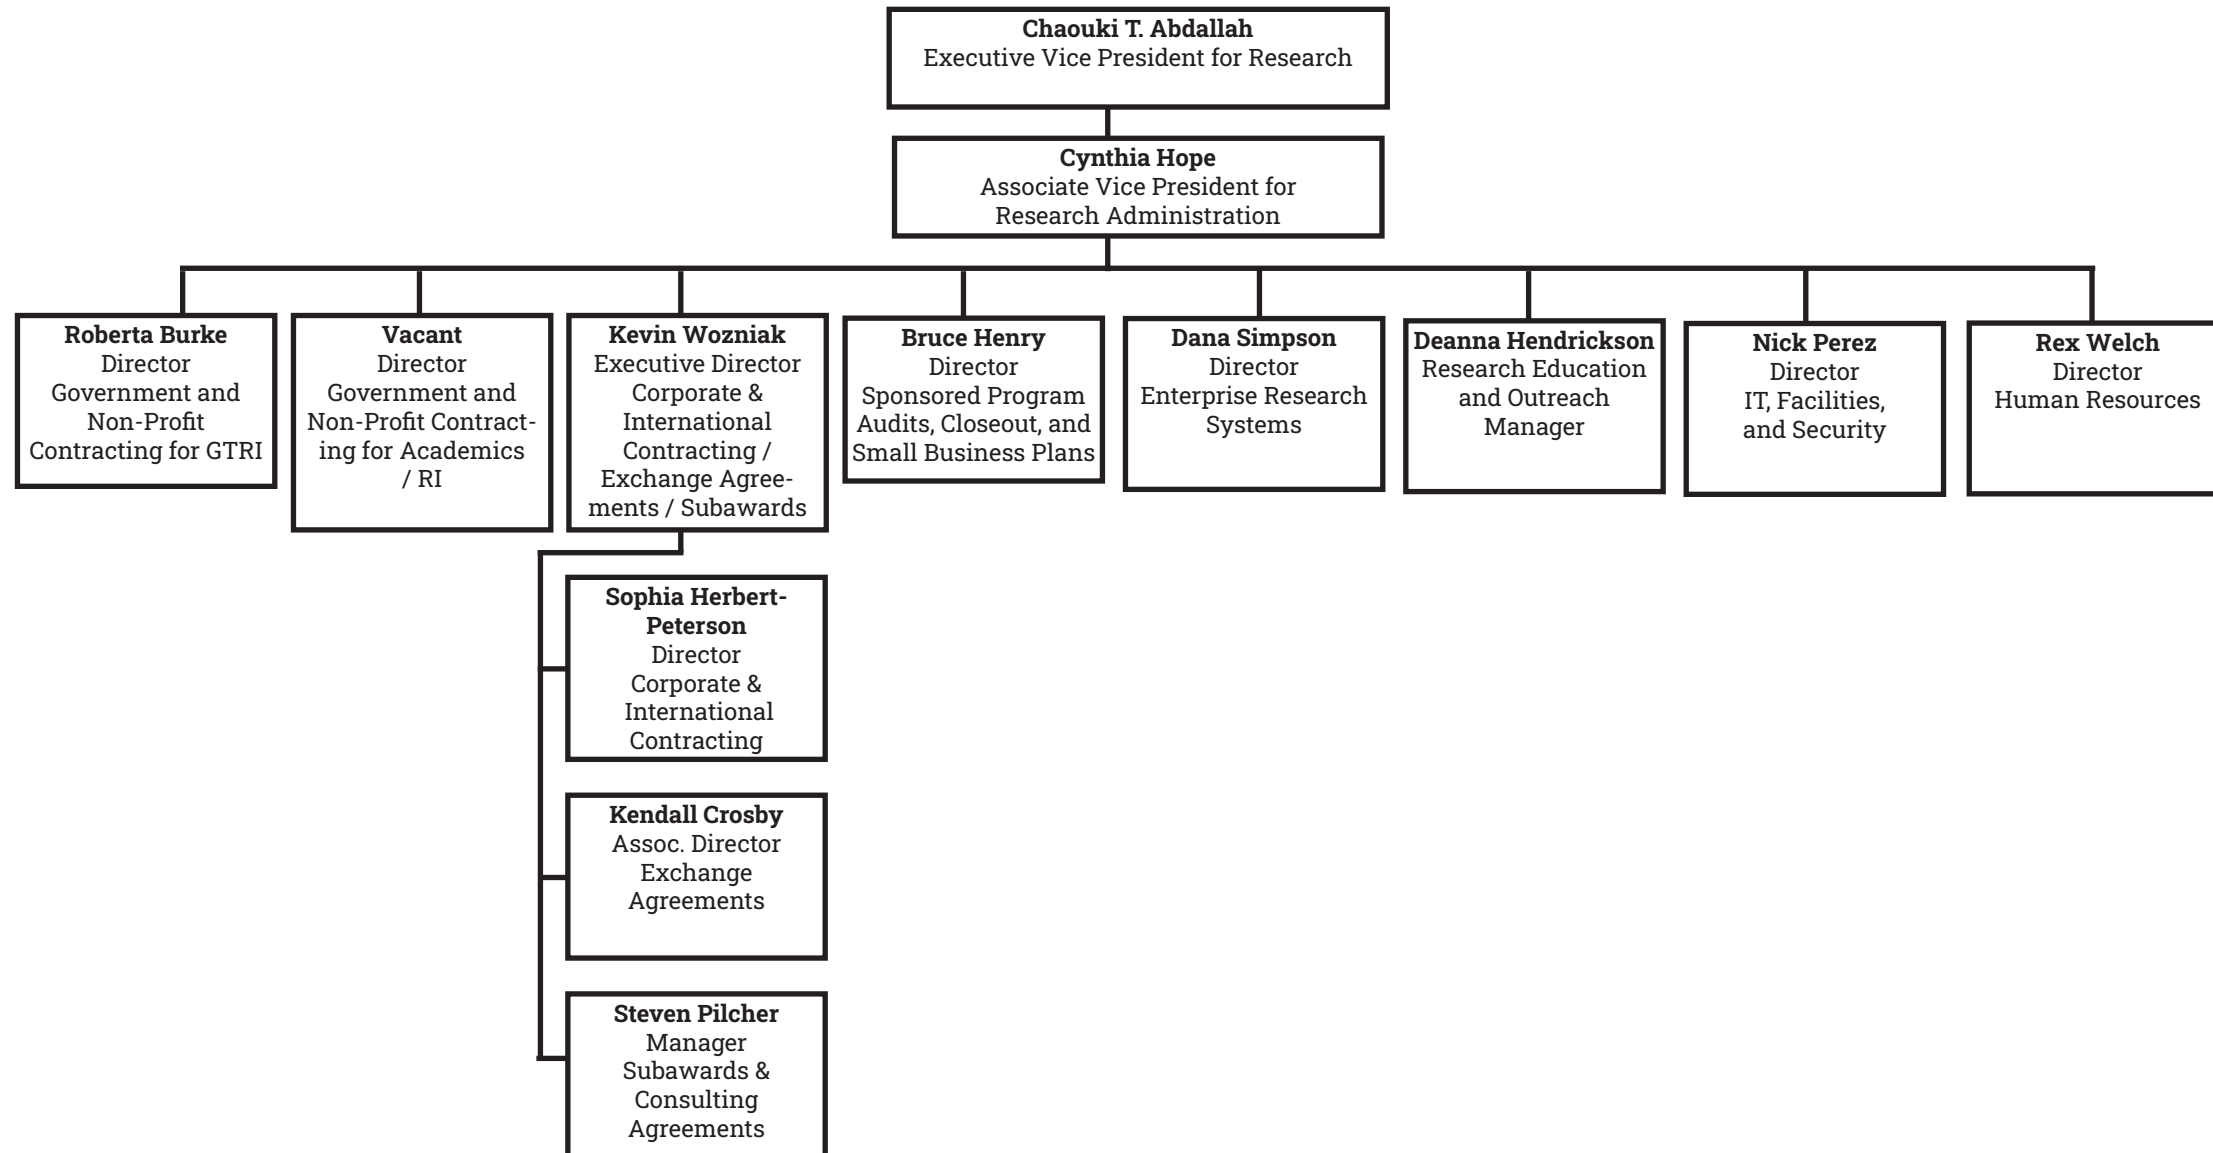 Chaouki T. Abdallah
Executive Vice President for Research
Cynthia Hope
Associate Vice President for
Research Administration
Roberta Burke
Director
Government and
Non-Profit
Contracting for GTRI
Vacant
Director
Government and
Non-Profit Contract-
ing for Academics
/ RI
Kevin Wozniak
Executive Director
Corporate &
International
Contracting /
Exchange Agree-
ments / Subawards
Bruce Henry
Director
Sponsored Program
Audits, Closeout, and
Small Business Plans
Dana Simpson
Director
Enterprise Research
Systems
Deanna Hendrickson
Research Education
and Outreach
Manager
Nick Perez
Director
IT, Facilities,
and Security
Rex Welch
Director
Human Resources
Sophia Herbert-
Peterson
Director
Corporate &
International
Contracting
Kendall Crosby
Assoc. Director
Exchange
Agreements
Steven Pilcher
Manager
Subawards &
Consulting
Agreements